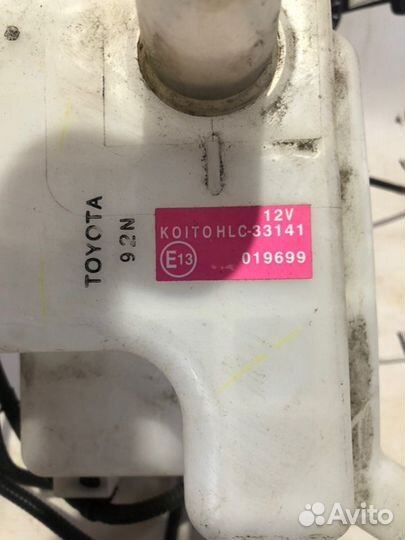 TOYOTA
92N
12V
KOITO HLC-33141
E13 019699
Avito